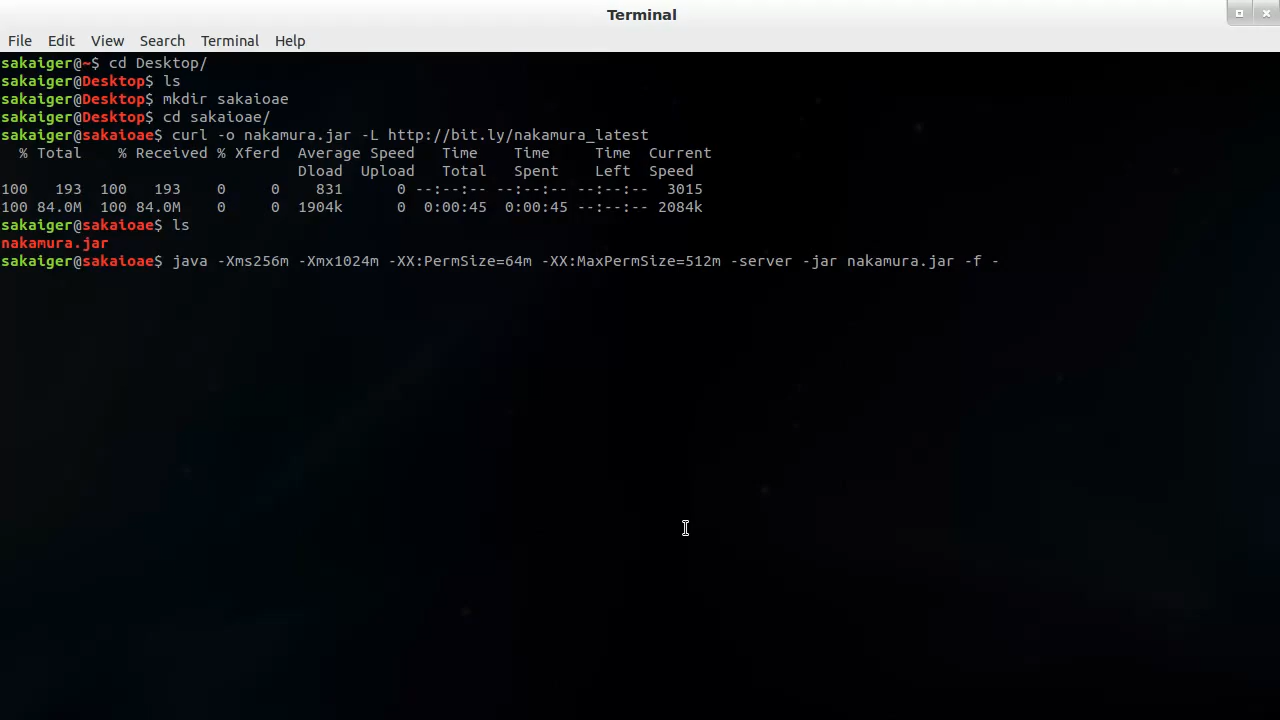 Terminal
File Edit View Search Terminal Help
sakaiger@~$ cd Desktop/
sakaiger@Desktop$ ls
sakaiger@Desktop$ mkdir sakaioae
sakaiger@Desktop$ cd sakaioae/
sakaiger@sakaioae$ curl -o nakamura.jar -L http://bit.ly/nakamura_latest
  % Total    % Received % Xferd  Average Speed   Time    Time     Time  Current
                                 Dload  Upload   Total   Spent    Left  Speed
100   193  100   193    0     0    831      0 --:--:-- --:--:-- --:--:--  3015
100 84.0M  100 84.0M    0     0  1904k      0  0:00:45  0:00:45 --:--:-- 2084k
sakaiger@sakaioae$ ls
nakamura.jar
sakaiger@sakaioae$ java -Xms256m -Xmx1024m -XX:PermSize=64m -XX:MaxPermSize=512m -server -jar nakamura.jar -f -